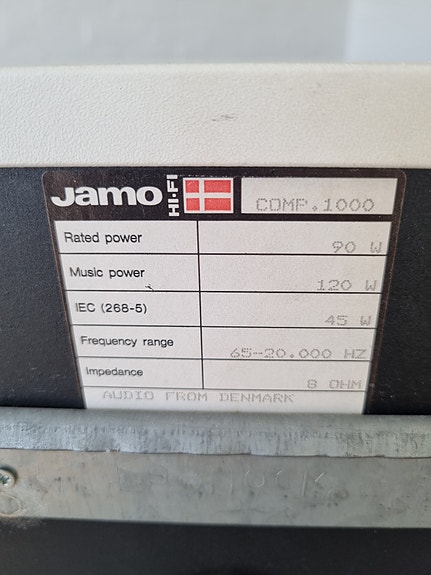 Jamo HI-FI COMP.1000
Rated power 90 W
Music power 120 W
IEC (268-5) 45 W
Frequency range 65-20.000 HZ
Impedance 8 OHM
AUDIO FROM DENMARK